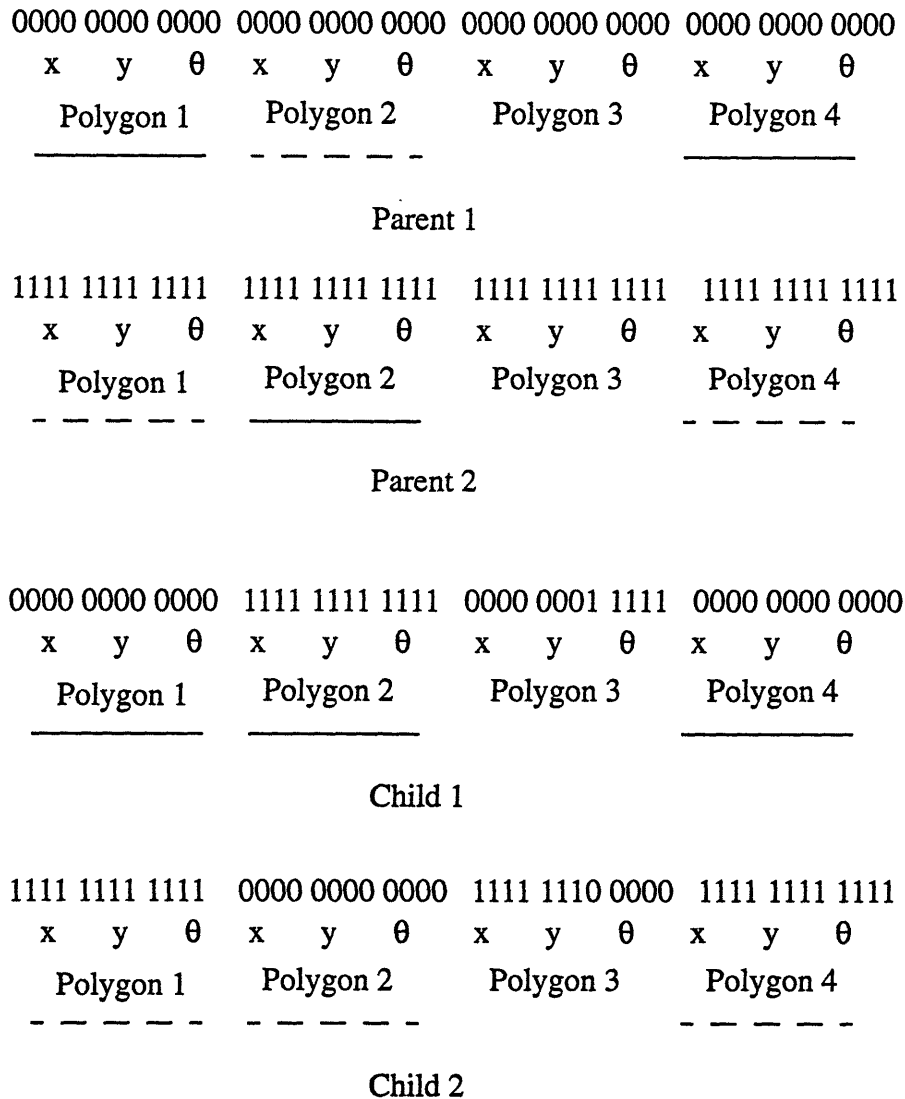 0000 0000 0000 0000 0000 0000 0000 0000 0000 0000 0000 0000
x y θ x y θ x y θ x y θ
Polygon 1 Polygon 2 Polygon 3 Polygon 4
Parent 1
1111 1111 1111 1111 1111 1111 1111 1111 1111 1111 1111 1111
x y θ x y θ x y θ x y θ
Polygon 1 Polygon 2 Polygon 3 Polygon 4
Parent 2
0000 0000 0000 1111 1111 1111 0000 0001 1111 0000 0000 0000
x y θ x y θ x y θ x y θ
Polygon 1 Polygon 2 Polygon 3 Polygon 4
Child 1
1111 1111 1111 0000 0000 0000 1111 1110 0000 1111 1111 1111
x y θ x y θ x y θ x y θ
Polygon 1 Polygon 2 Polygon 3 Polygon 4
Child 2